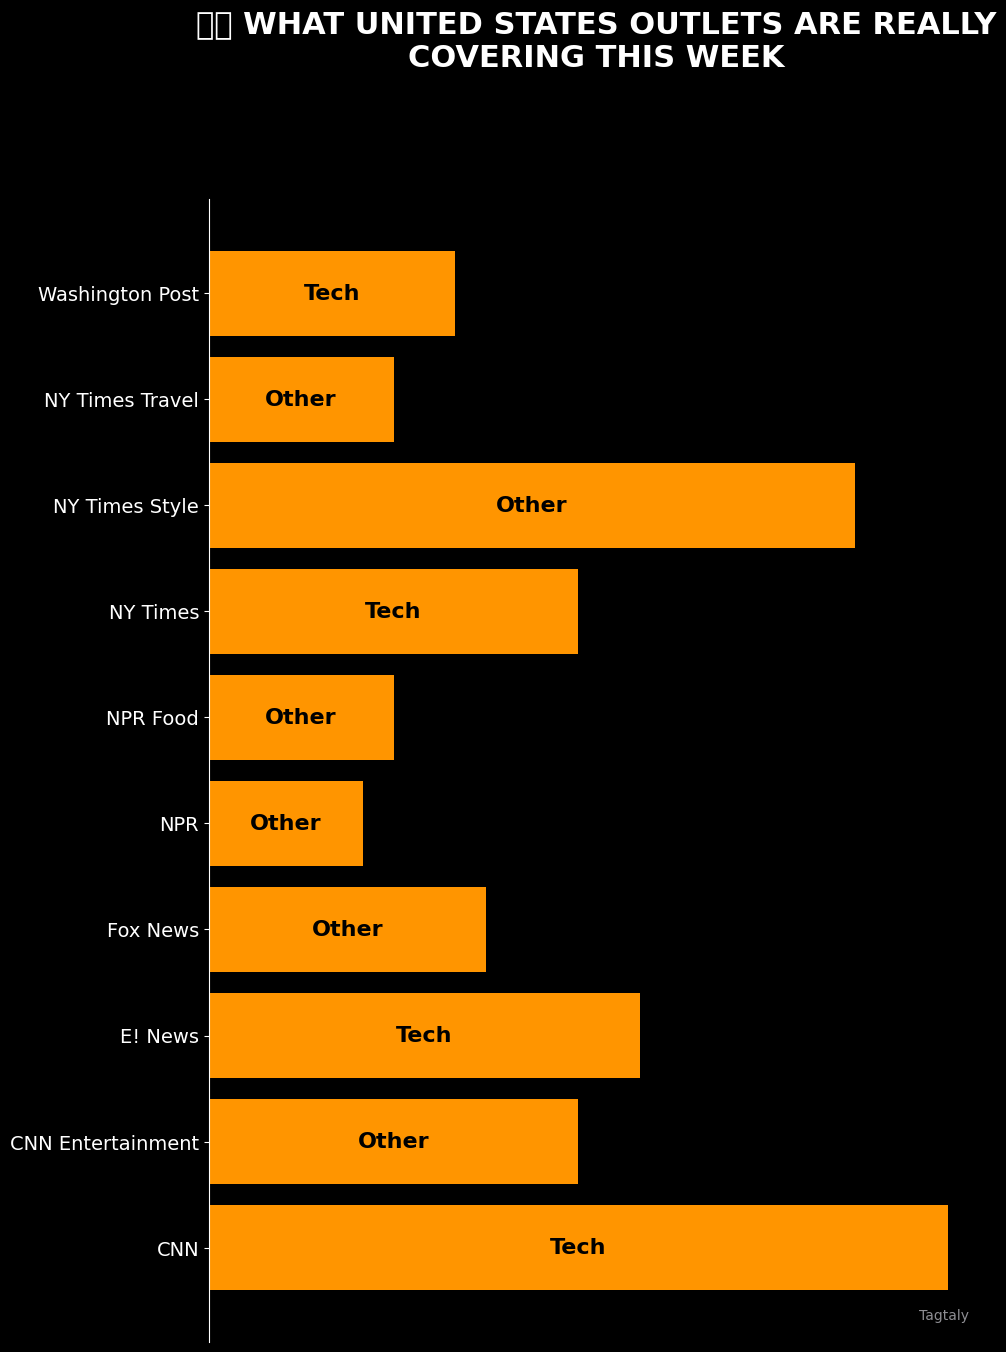 WHAT UNITED STATES OUTLETS ARE REALLY
COVERING THIS WEEK
Washington Post
Tech
NY Times Travel
Other
NY Times Style
Other
NY Times
Tech
NPR Food
Other
NPR
Other
Fox News
Other
E! News
Tech
CNN Entertainment
Other
CNN
Tech
Tagtaly